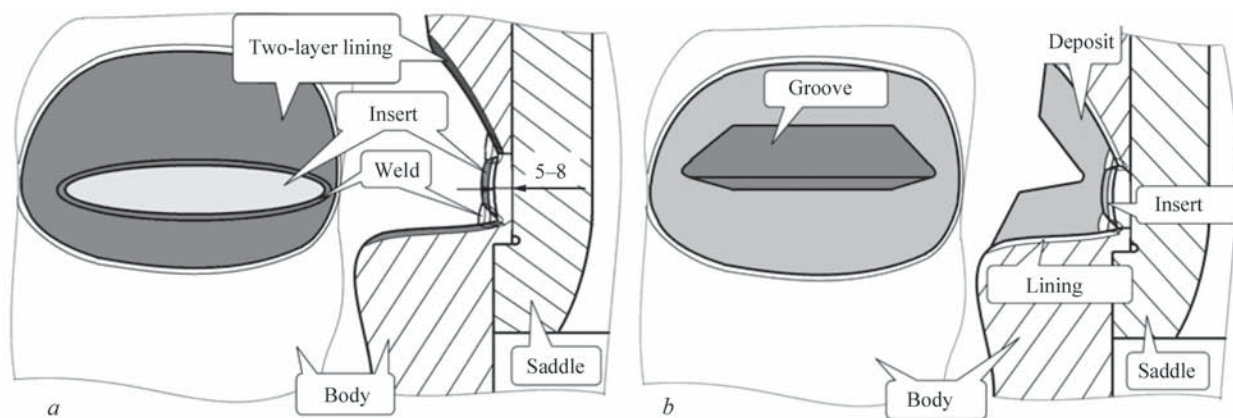 Two-layer lining
Insert
Weld
5–8
Saddle
Body
a
Deposit
Groove
Insert
Lining
Saddle
Body
b